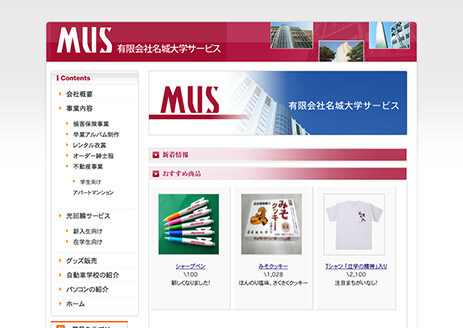 MUS 有限会社名城大学サービス
Contents
会社概要
事業内容
損害保険事業
卒業アルバム制作
レンタル衣裳
オーダー紳士服
不動産事業
学生向け
アパートマンション
光回線サービス
新入生向け
在学生向け
グッズ販売
自動車学校の紹介
パソコンの紹介
ホーム
MUS 有限会社名城大学サービス
新着情報
おすすめ商品
みそクッキー
シャープペン
\100
新しくなりました!
みそクッキー
\1,028
ほんのり塩味、さくさくクッキー
Tシャツ「立学の精神」入り
\2,100
注目まちがいなし!